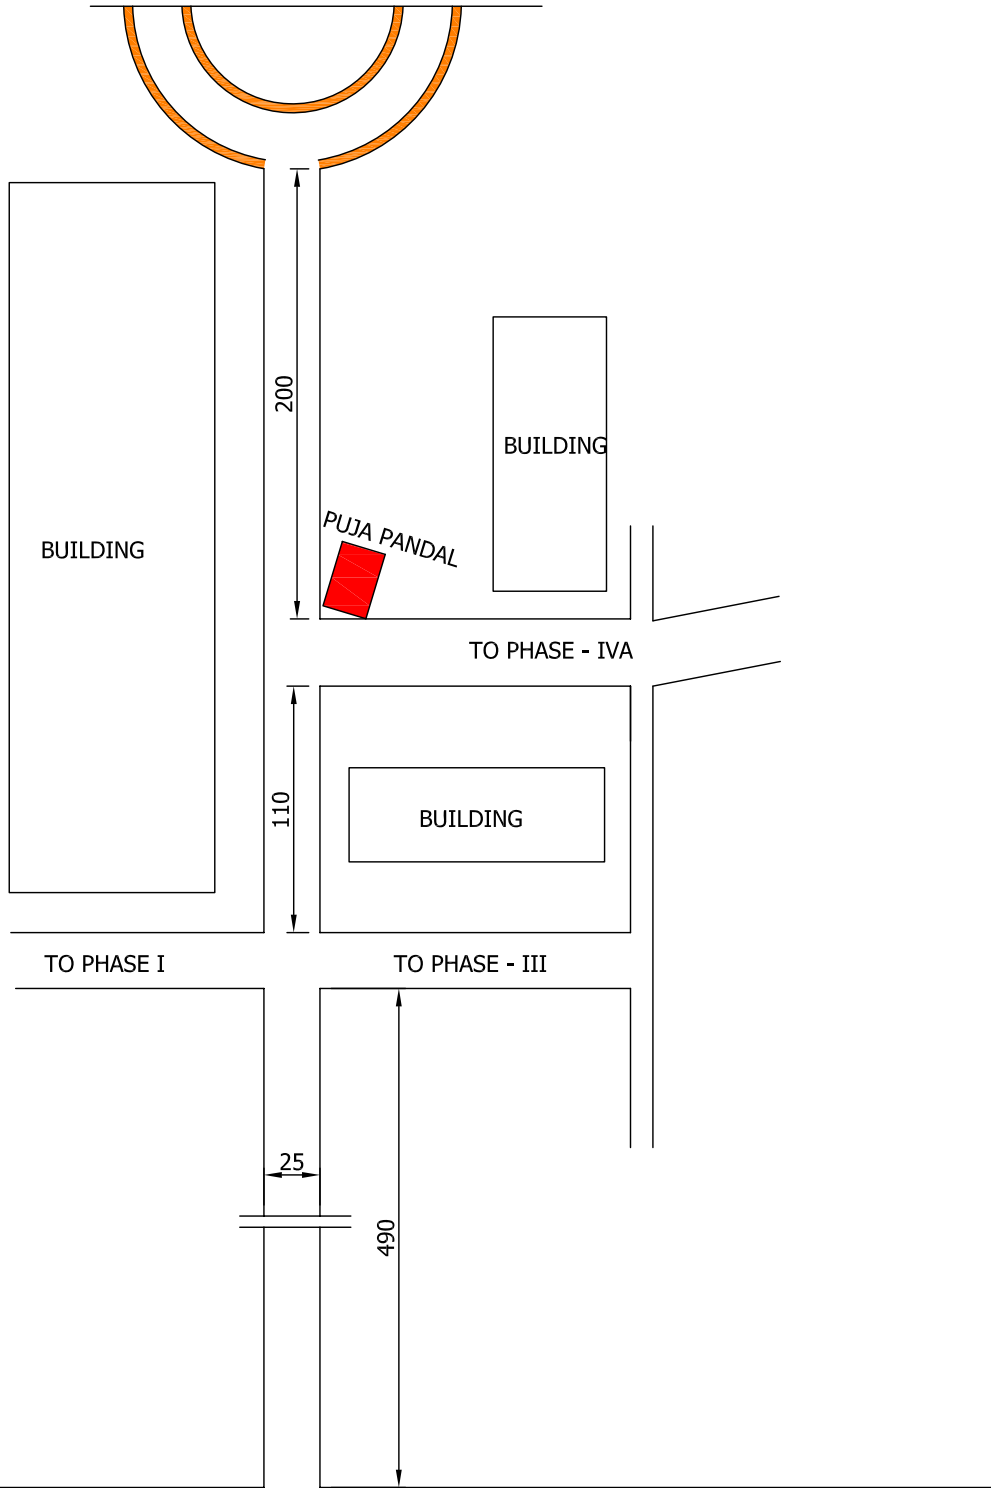 200
BUILDING
PUJA PANDAL
BUILDING
TO PHASE - IVA
110
BUILDING
TO PHASE I
TO PHASE - III
25
490